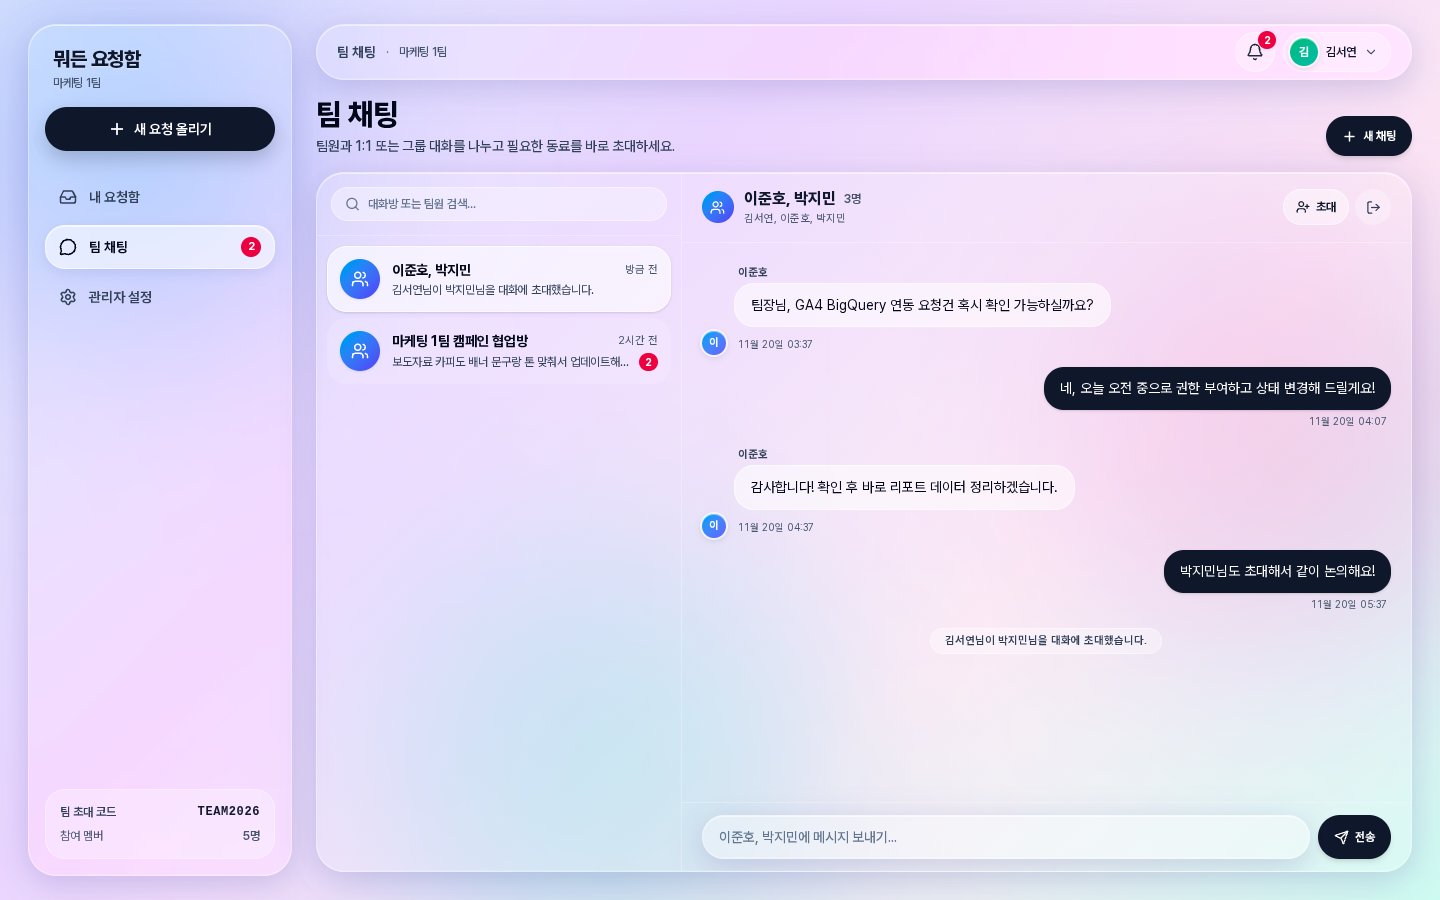 뭐든 요청함
마케팅 1팀
새 요청 올리기
내 요청함
팀 채팅
2
관리자 설정
팀 초대 코드
TEAM2026
참여 멤버
5명
팀 채팅 · 마케팅 1팀
2
김
김서연
팀 채팅
팀원과 1:1 또는 그룹 대화를 나누고 필요한 동료를 바로 초대하세요.
새 채팅
대화방 또는 팀원 검색...
이준호, 박지민
방금 전
김서연님이 박지민님을 대화에 초대했습니다.
마케팅 1팀 캠페인 협업방
2시간 전
보도자료 카피도 배너 문구랑 톤 맞춰서 업데이트해...
2
이준호, 박지민 3명
김서연, 이준호, 박지민
초대
이준호
팀장님, GA4 BigQuery 연동 요청건 혹시 확인 가능하실까요?
이
11월 20일 03:37
네, 오늘 오전 중으로 권한 부여하고 상태 변경해 드릴게요!
11월 20일 04:07
이준호
감사합니다! 확인 후 바로 리포트 데이터 정리하겠습니다.
이
11월 20일 04:37
박지민님도 초대해서 같이 논의해요!
11월 20일 05:37
김서연님이 박지민님을 대화에 초대했습니다.
이준호, 박지민에 메시지 보내기...
전송